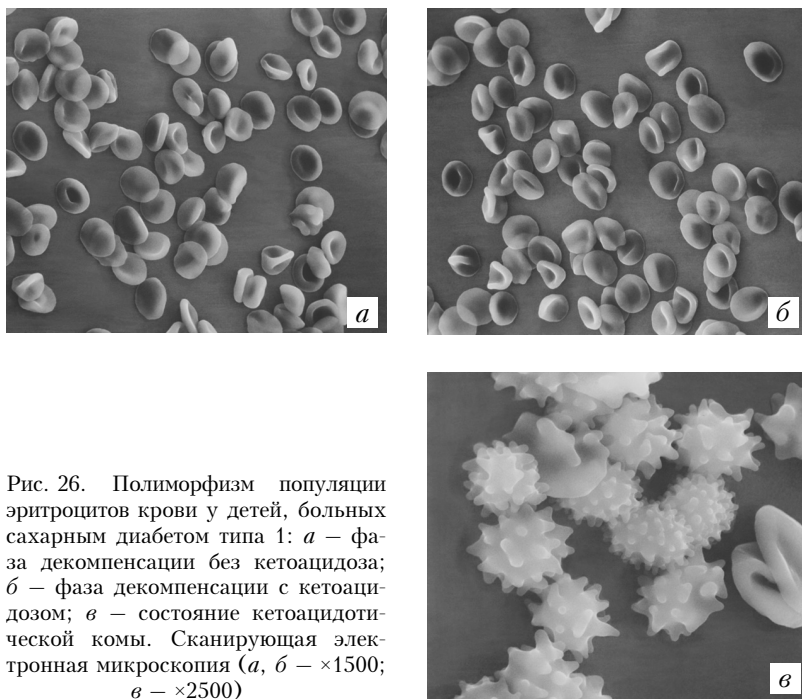 а
б
Рис. 26. Полиморфизм популяции
эритроцитов крови у детей, больных
сахарным диабетом типа 1: а – фа-
за декомпенсации без кетоацидоза;
б – фаза декомпенсации с кетоаци-
дозом; в – состояние кетоацидоти-
ческой комы. Сканирующая элек-
тронная микроскопия (а, б – ×1500;
в – ×2500)
в